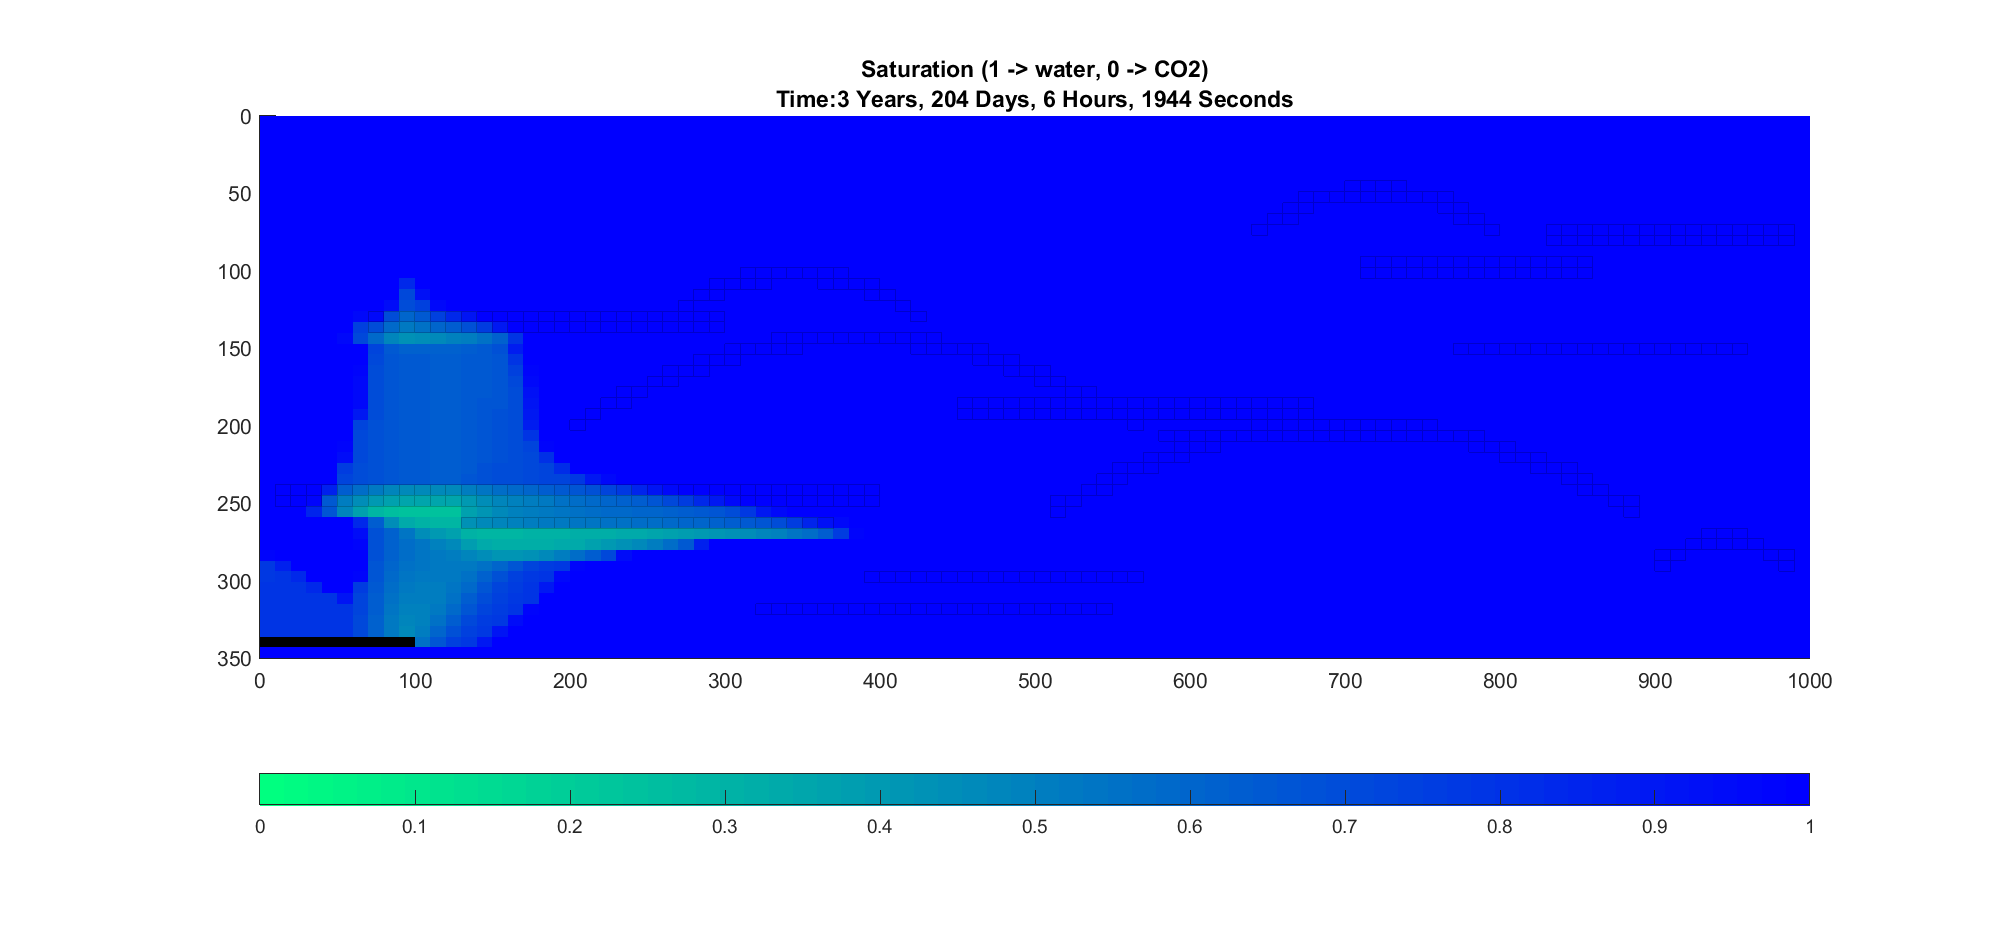 Saturation (1 -> water, 0 -> CO2)
Time:3 Years, 204 Days, 6 Hours, 1944 Seconds
0
50
100
150
200
250
300
350
0 100 200 300 400 500 600 700 800 900 1000
0 0.1 0.2 0.3 0.4 0.5 0.6 0.7 0.8 0.9 1